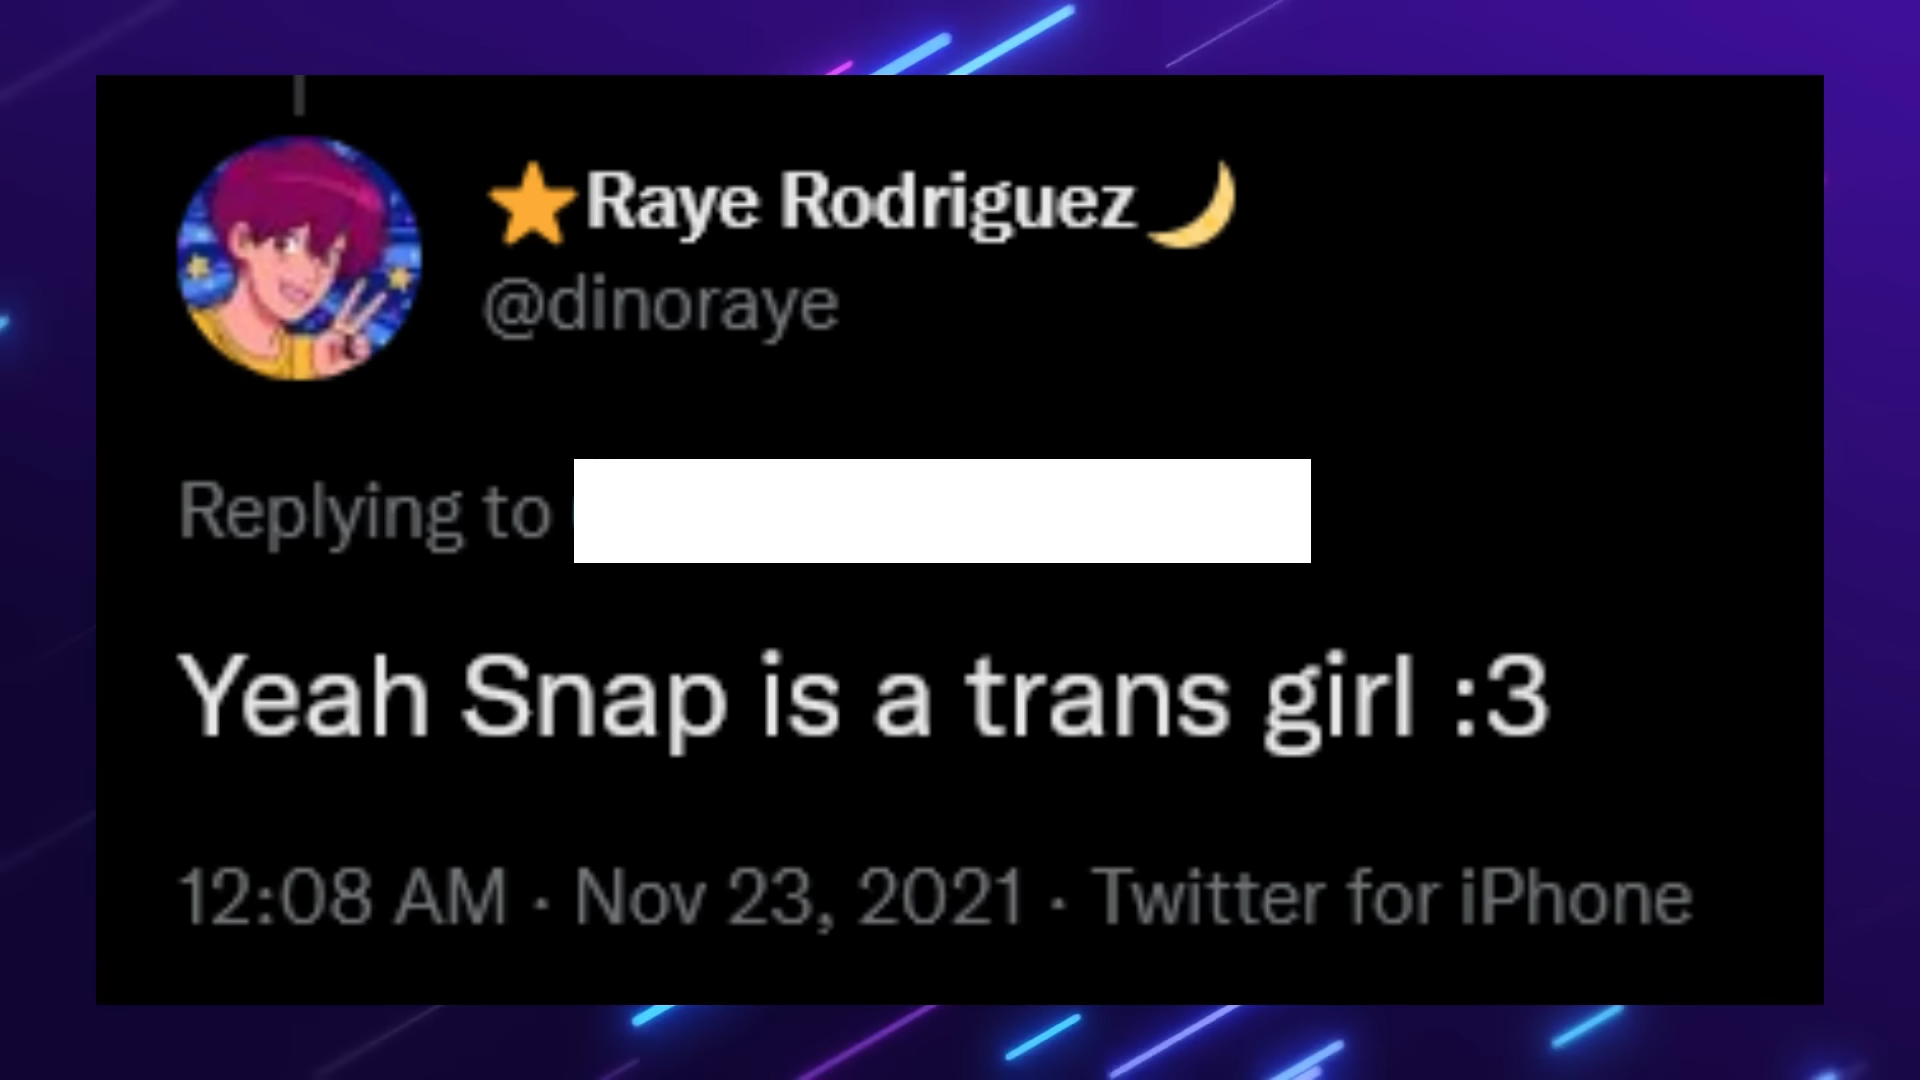 ⭐Raye Rodriguez🌙
@dinoraye
Replying to
Yeah Snap is a trans girl :3
12:08 AM · Nov 23, 2021 · Twitter for iPhone